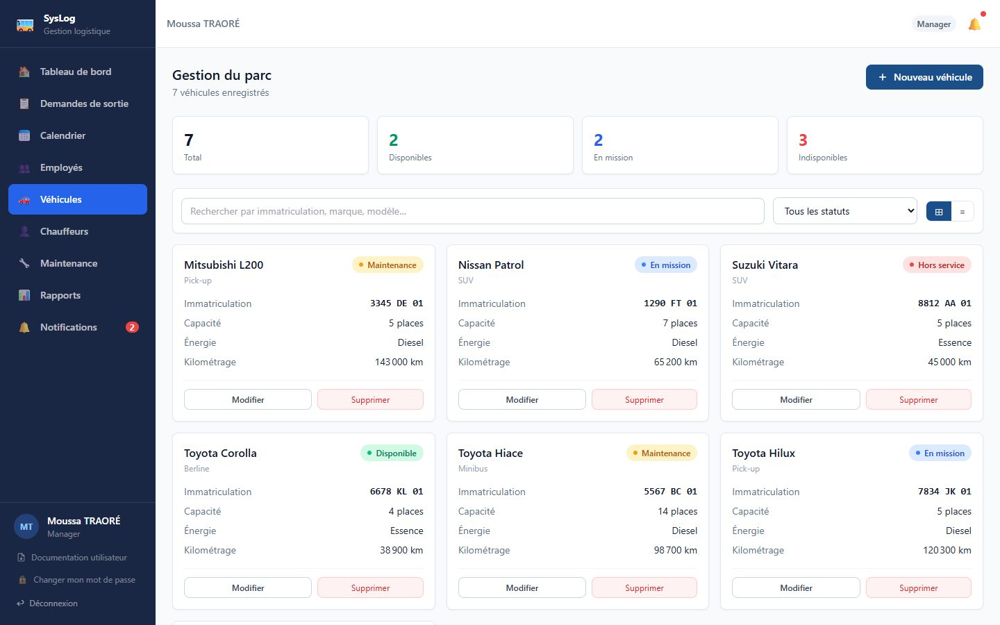 SysLog
Gestion logistique
Tableau de bord
Demandes de sortie
Calendrier
Employés
Véhicules
Chauffeurs
Maintenance
Rapports
Notifications 2
MT
Moussa TRAORÉ
Manager
Documentation utilisateur
Changer mon mot de passe
Déconnexion
Moussa TRAORÉ
Manager
Gestion du parc
7 véhicules enregistrés
+ Nouveau véhicule
7
Total
2
Disponibles
2
En mission
3
Indisponibles
Rechercher par immatriculation, marque, modèle...
Tous les statuts
Mitsubishi L200
Maintenance
Pick-up
Immatriculation 3345 DE 01
Capacité 5 places
Énergie Diesel
Kilométrage 143 000 km
Modifier Supprimer
Nissan Patrol
En mission
SUV
Immatriculation 1290 FT 01
Capacité 7 places
Énergie Diesel
Kilométrage 65 200 km
Modifier Supprimer
Suzuki Vitara
Hors service
SUV
Immatriculation 8812 AA 01
Capacité 5 places
Énergie Essence
Kilométrage 45 000 km
Modifier Supprimer
Toyota Corolla
Disponible
Berline
Immatriculation 6678 KL 01
Capacité 4 places
Énergie Essence
Kilométrage 38 900 km
Modifier Supprimer
Toyota Hiace
Maintenance
Minibus
Immatriculation 5567 BC 01
Capacité 14 places
Énergie Diesel
Kilométrage 98 700 km
Modifier Supprimer
Toyota Hilux
En mission
Pick-up
Immatriculation 7834 JK 01
Capacité 5 places
Énergie Diesel
Kilométrage 120 300 km
Modifier Supprimer